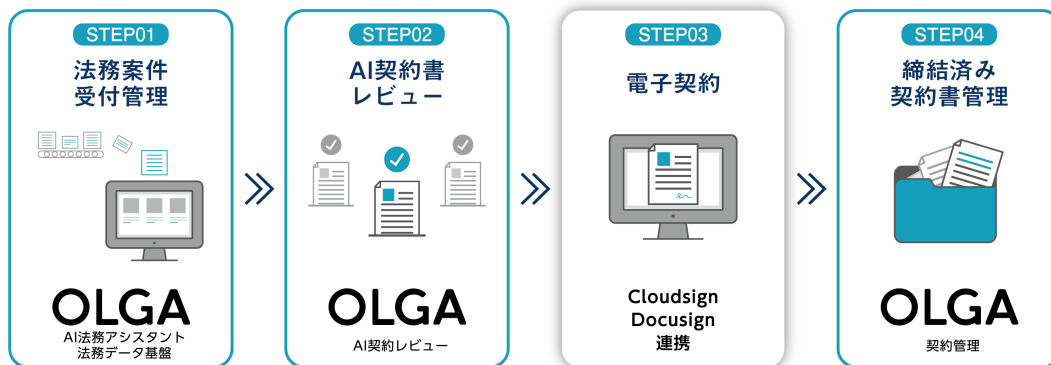 STEP01
法務案件
受付管理
OLGA
AI法務アシスタント
法務データ基盤
STEP02
AI契約書
レビュー
OLGA
AI契約レビュー
STEP03
電子契約
Cloudsign
Docusign
連携
STEP04
締結済み
契約書管理
OLGA
契約管理